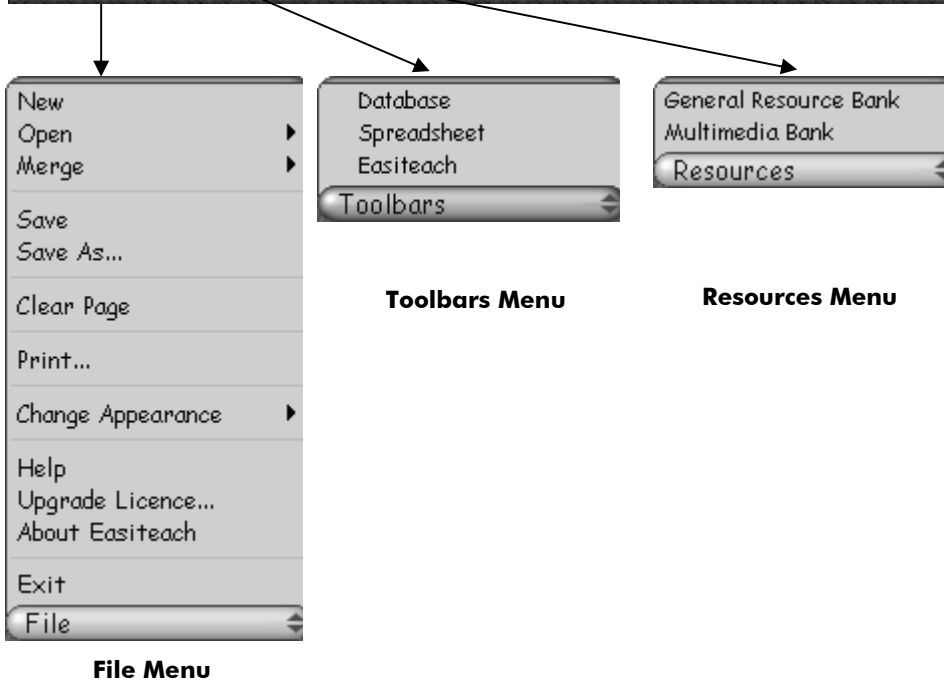 New
Open
Merge
Save
Save As...
Clear Page
Print...
Change Appearance
Help
Upgrade Licence...
About Easiteach
Exit
File
File Menu
Database
Spreadsheet
Easiteach
Toolbars
Toolbars Menu
General Resource Bank
Multimedia Bank
Resources
Resources Menu